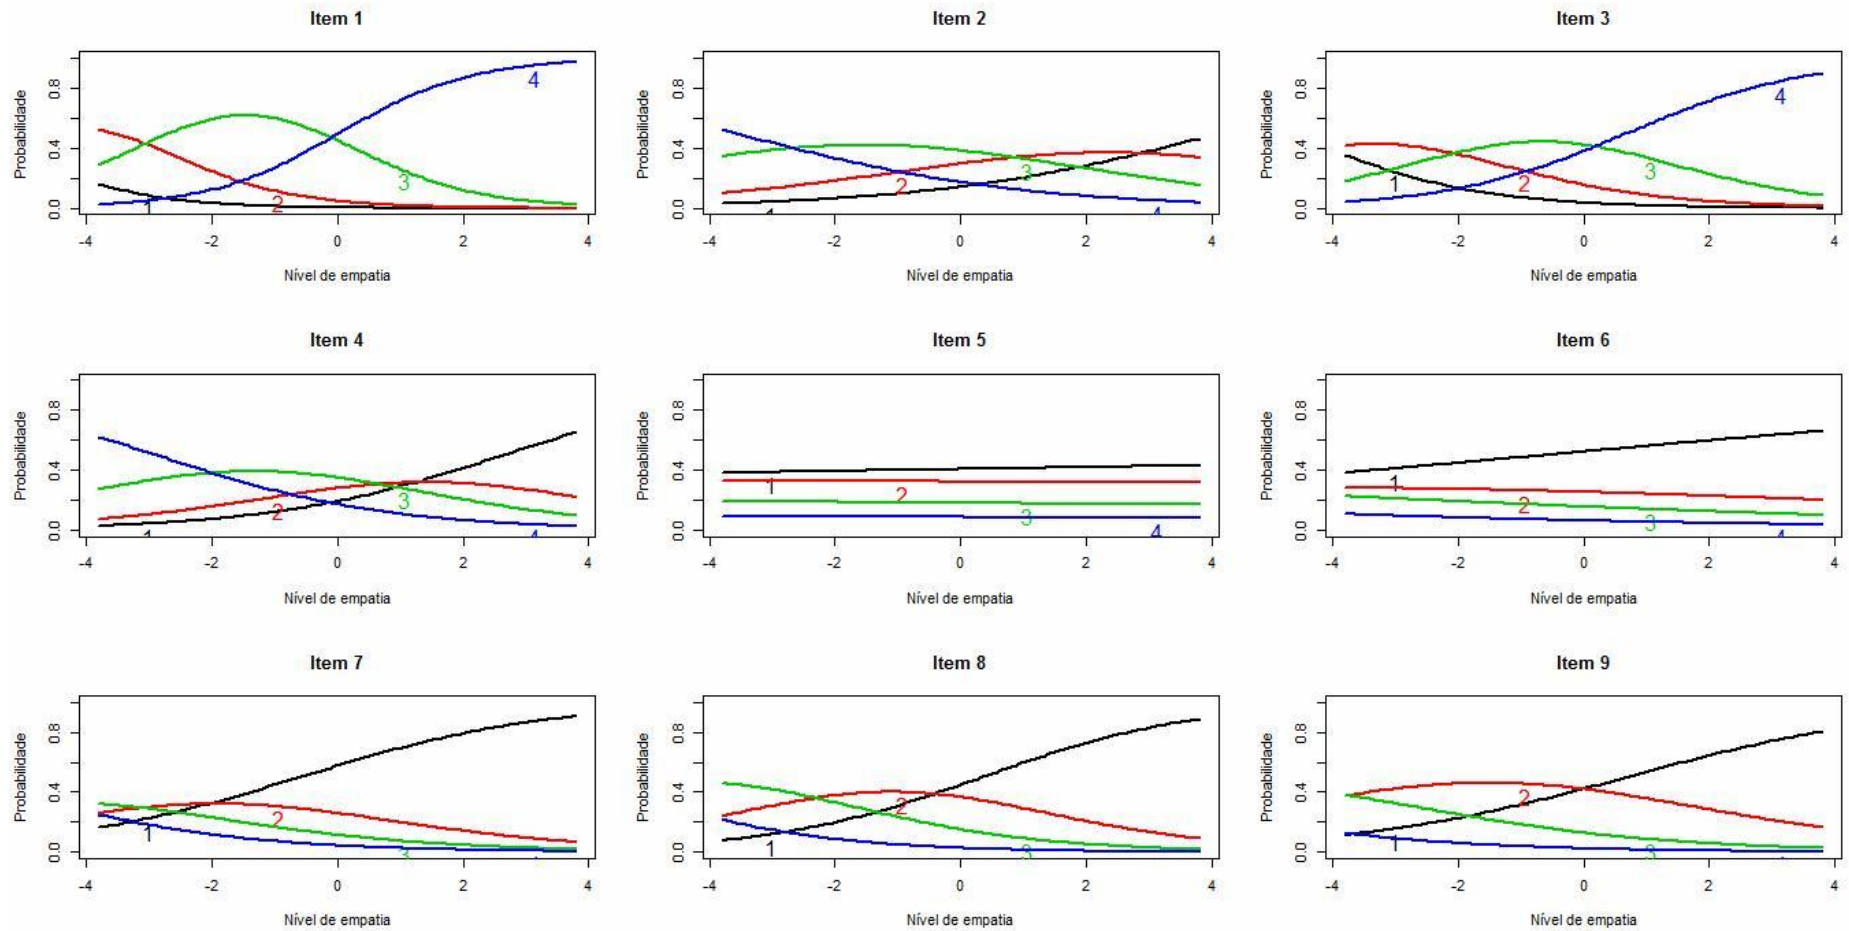 Item 1
Probabilidade
0.0 0.4 0.8
1 2 3 4
-4 -2 0 2 4
Nível de empatia
Item 2
Probabilidade
0.0 0.4 0.8
1 2 3 4
-4 -2 0 2 4
Nível de empatia
Item 3
Probabilidade
0.0 0.4 0.8
1 2 3 4
-4 -2 0 2 4
Nível de empatia
Item 4
Probabilidade
0.0 0.4 0.8
1 2 3 4
-4 -2 0 2 4
Nível de empatia
Item 5
Probabilidade
0.0 0.4 0.8
1 2 3 4
-4 -2 0 2 4
Nível de empatia
Item 6
Probabilidade
0.0 0.4 0.8
1 2 3 4
-4 -2 0 2 4
Nível de empatia
Item 7
Probabilidade
0.0 0.4 0.8
1 2 3
-4 -2 0 2 4
Nível de empatia
Item 8
Probabilidade
0.0 0.4 0.8
1 2 3
-4 -2 0 2 4
Nível de empatia
Item 9
Probabilidade
0.0 0.4 0.8
1 2 3
-4 -2 0 2 4
Nível de empatia